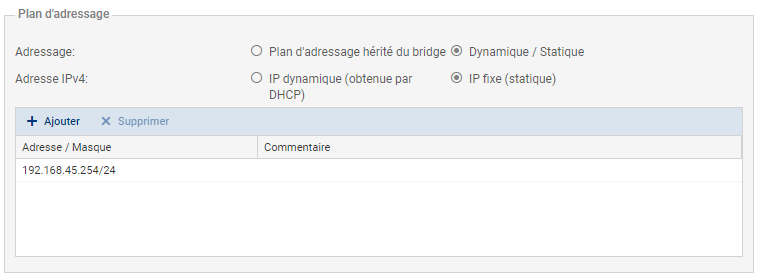 Plan d'adressage
Adressage: Plan d'adressage hérité du bridge Dynamique / Statique
Adresse IPv4: IP dynamique (obtenue par IP fixe (statique)
DHCP)
Ajouter Supprimer
Adresse / Masque Commentaire
192.168.45.254/24